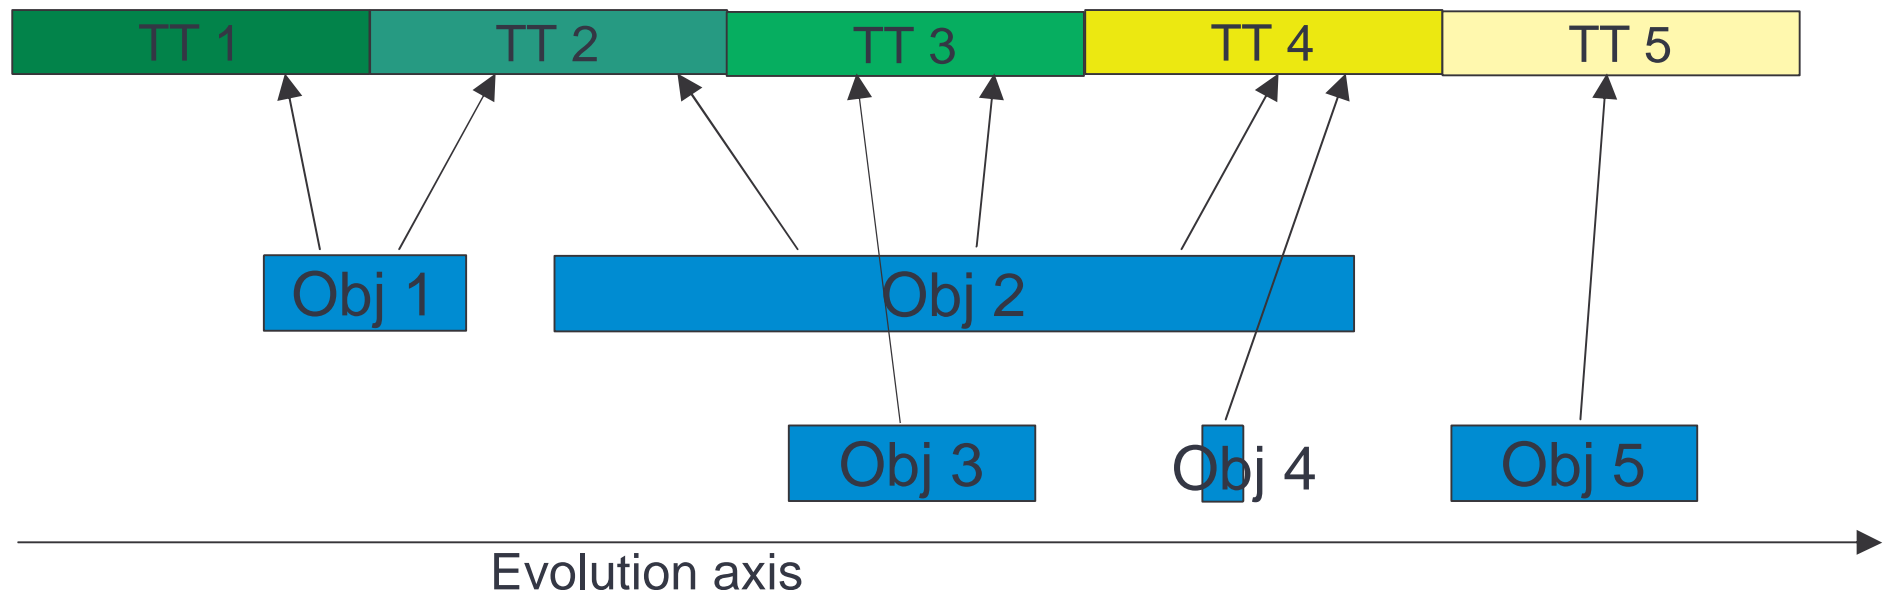 TT 1
TT 2
TT 3
TT 4
TT 5
Obj 1
Obj 2
Obj 3
Obj 4
Obj 5
Evolution axis